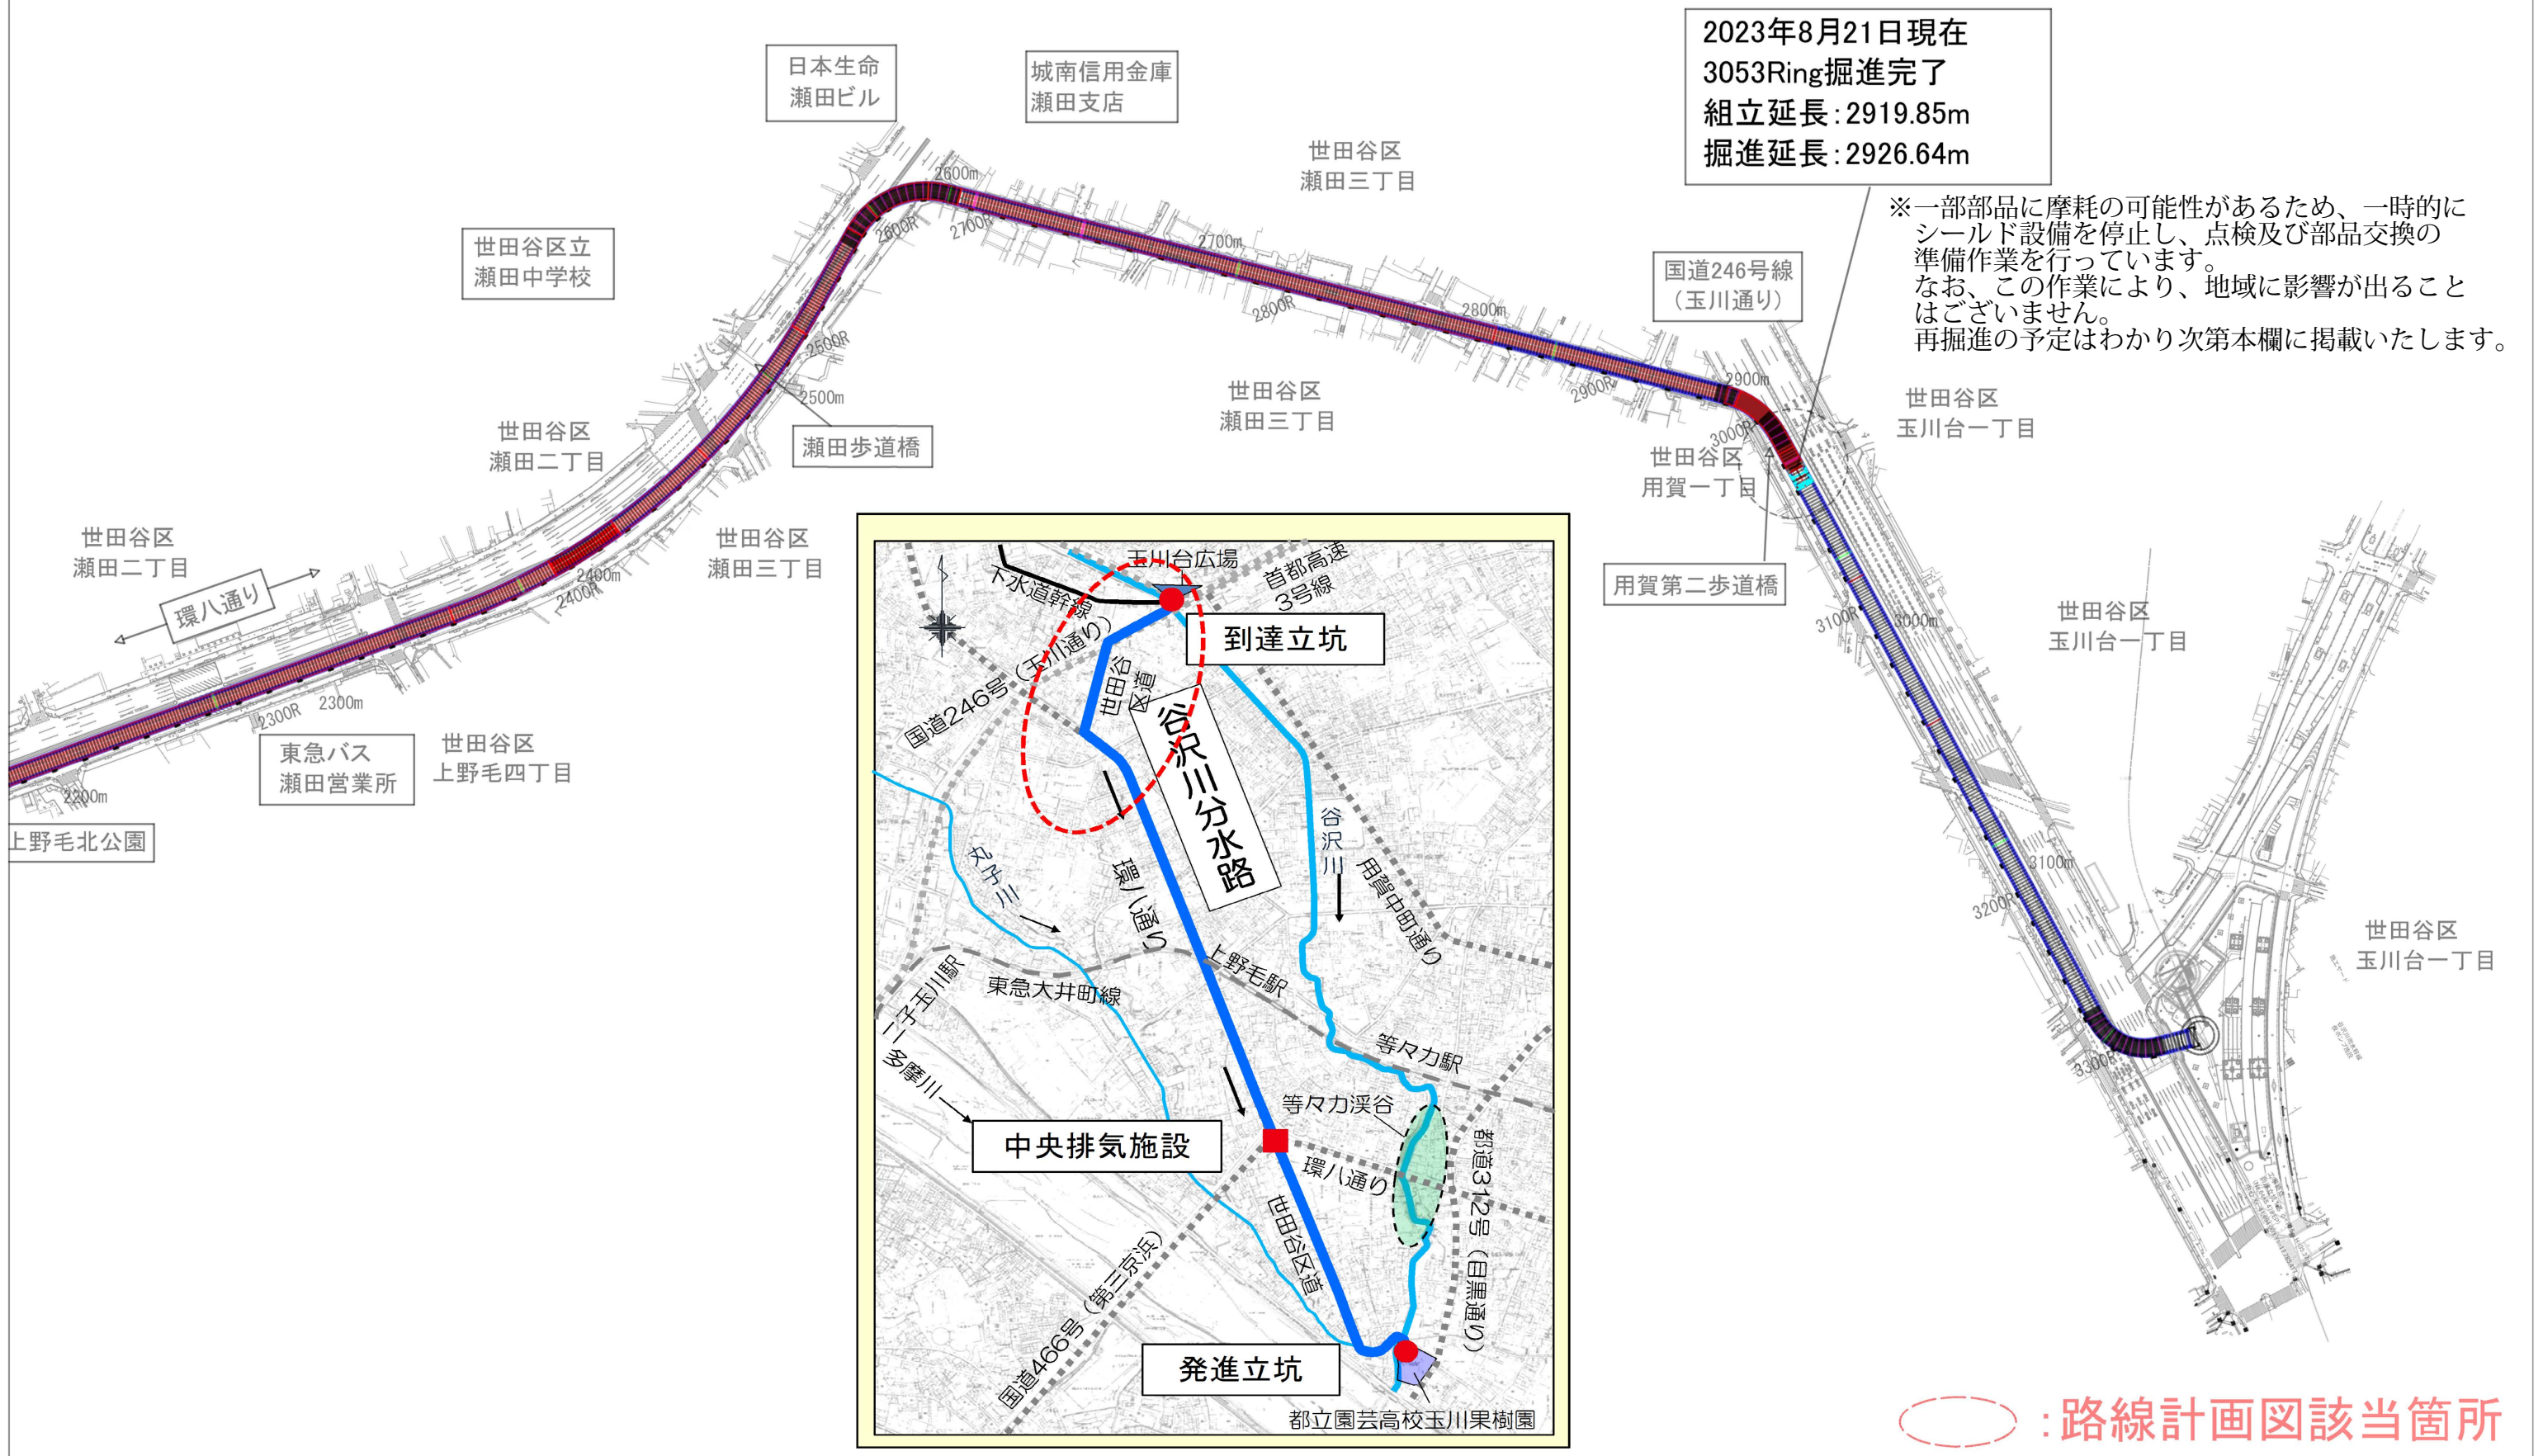 2023年8月21日現在
3053Ring掘進完了
組立延長：2919.85m
掘進延長：2926.64m
※一部部品に摩耗の可能性があるため、一時的に
シールド設備を停止し、点検及び部品交換の
準備作業を行っています。
なお、この作業により、地域に影響が出ること
はございません。
再掘進の予定はわかり次第本欄に掲載いたします。
日本生命
瀬田ビル
城南信用金庫
瀬田支店
世田谷区
瀬田三丁目
世田谷区立
瀬田中学校
国道246号線
（玉川通り）
2600m
2600R
2700R
2700m
2800R
2800m
2900R
2900m
3000R
2500R
2500m
瀬田歩道橋
世田谷区
瀬田三丁目
世田谷区
玉川台一丁目
世田谷区
用賀一丁目
用賀第二歩道橋
世田谷区
瀬田二丁目
世田谷区
瀬田二丁目
世田谷区
瀬田三丁目
環八通り
2400m
2400R
2300R
2300m
2200m
東急バス
瀬田営業所
世田谷区
上野毛四丁目
上野毛北公園
3100R
3000m
世田谷区
玉川台一丁目
3100m
3200R
3300R
世田谷区
玉川台一丁目
玉川台広場
下水道幹線
首都高速
3号線
到達立坑
国道246号（玉川通り）
世田谷
区道
谷沢川分水路
谷沢川
用賀中町通り
丸子川
環八通り
上野毛駅
東急大井町線
二子玉川駅
多摩川
等々力駅
等々力渓谷
中央排気施設
環八通り
都道312号（目黒通り）
世田谷区道
国道466号（第三京浜）
発進立坑
都立園芸高校玉川果樹園
：路線計画図該当箇所